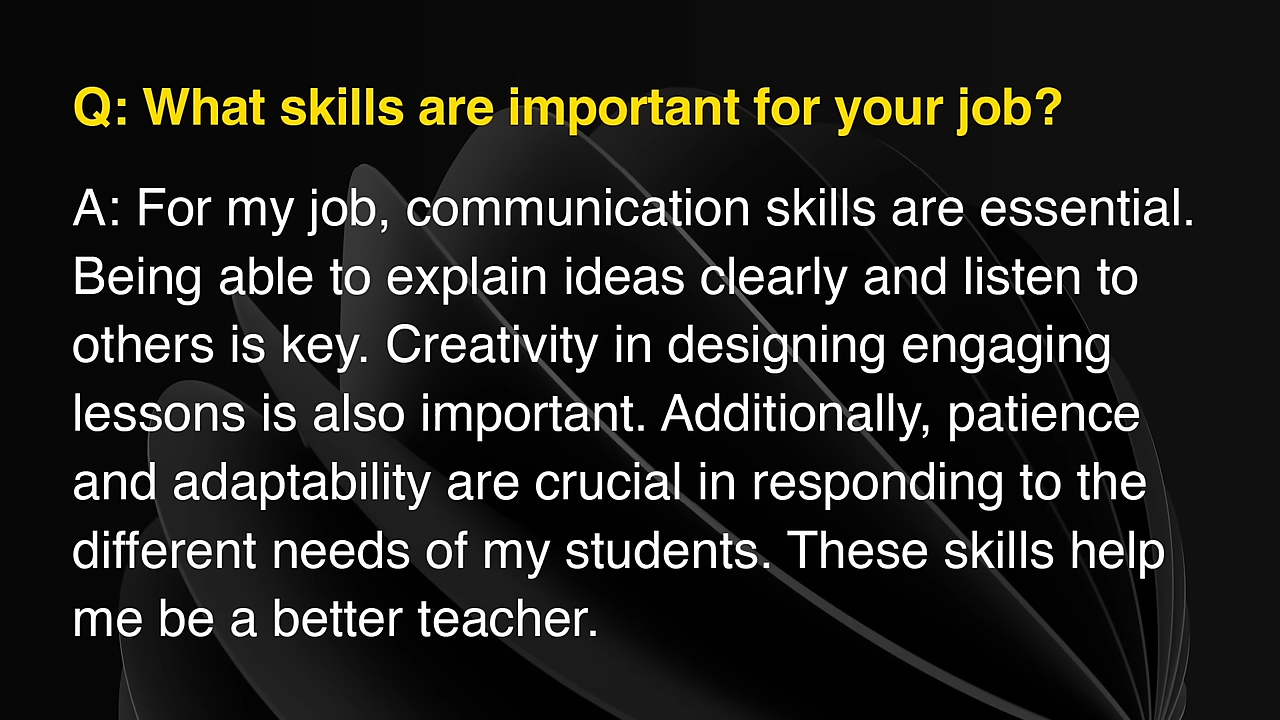 Q: What skills are important for your job?
A: For my job, communication skills are essential.
Being able to explain ideas clearly and listen to
others is key. Creativity in designing engaging
lessons is also important. Additionally, patience
and adaptability are crucial in responding to the
different needs of my students. These skills help
me be a better teacher.